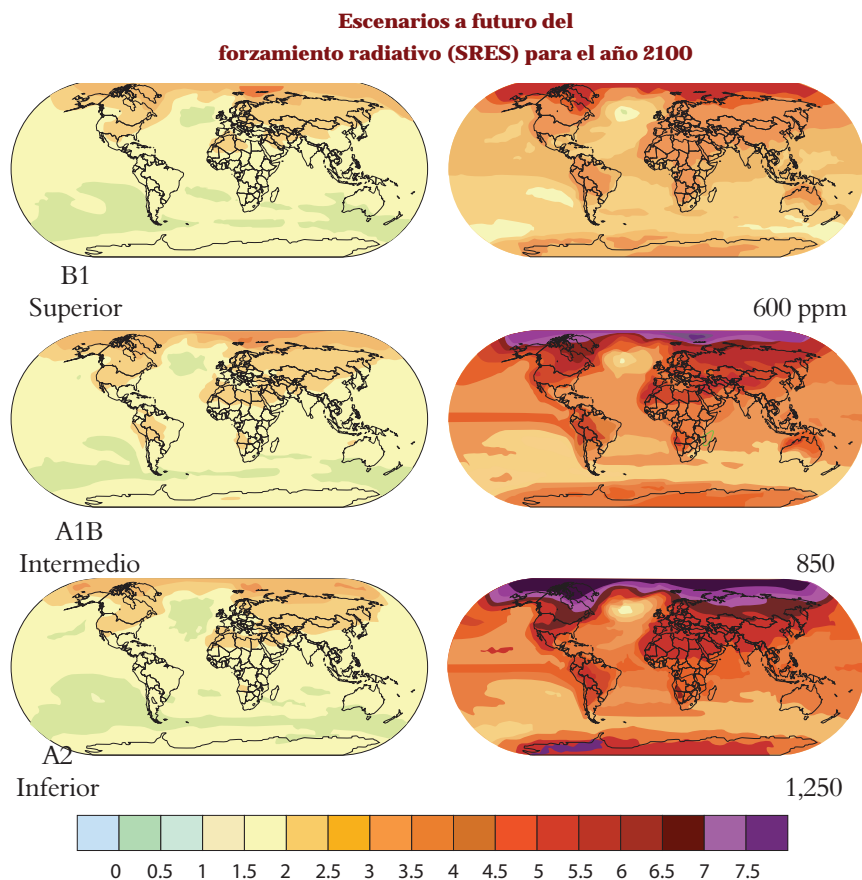 Escenarios a futuro del
forzamiento radiativo (SRES) para el año 2100
B1
Superior
600 ppm
A1B
Intermedio
850
A2
Inferior
1,250
0 0.5 1 1.5 2 2.5 3 3.5 4 4.5 5 5.5 6 6.5 7 7.5